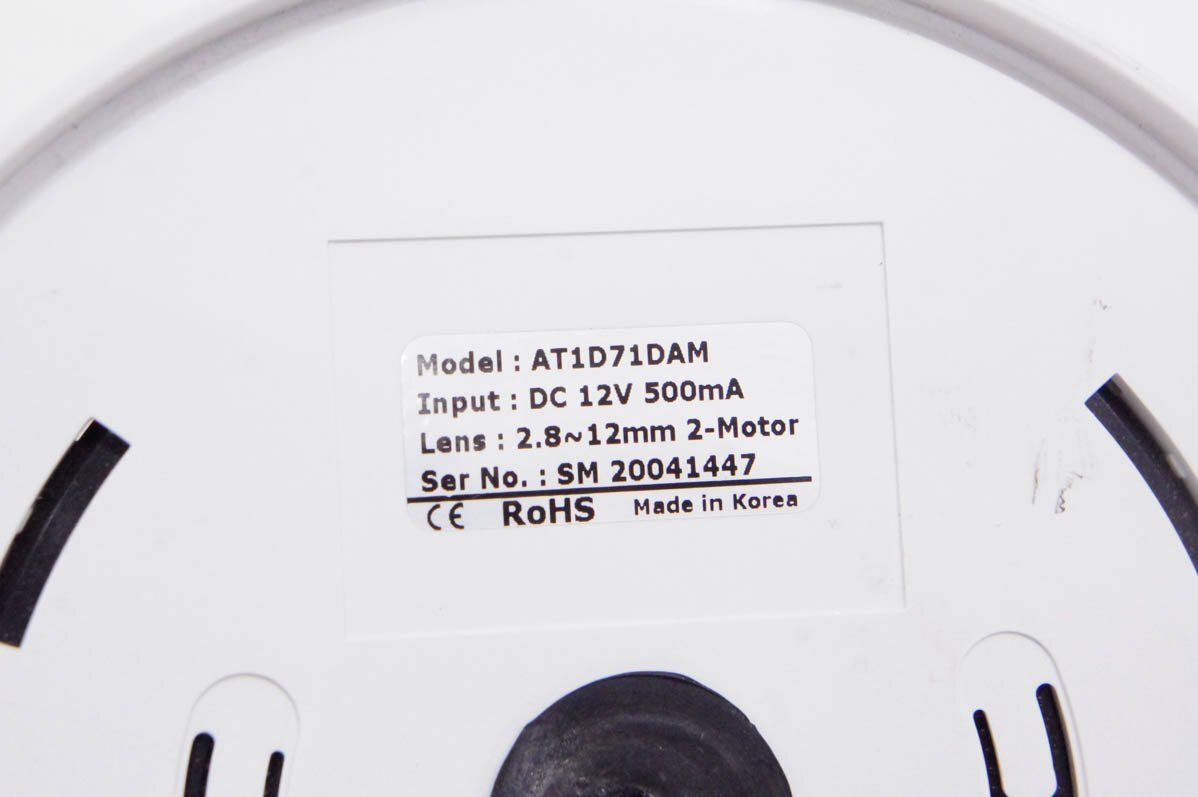 Model : AT1D71DAM
Input : DC 12V 500mA
Lens : 2.8~12mm 2-Motor
Ser No. : SM 20041447
CE RoHS Made in Korea